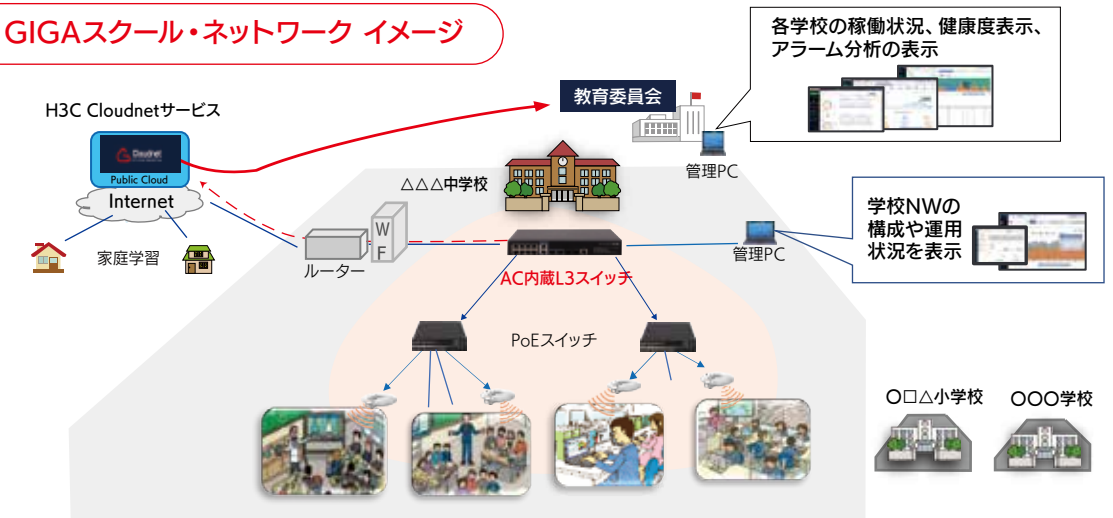 GIGAスクール・ネットワーク イメージ
各学校の稼働状況、健康度表示、
アラーム分析の表示
H3C Cloudnetサービス
教育委員会
Cloudnet
Public Cloud
Internet
管理PC
△△△中学校
学校NWの
構成や運用
状況を表示
家庭学習
W
F
ルーター
管理PC
AC内蔵L3スイッチ
PoEスイッチ
○□△小学校
○○○学校